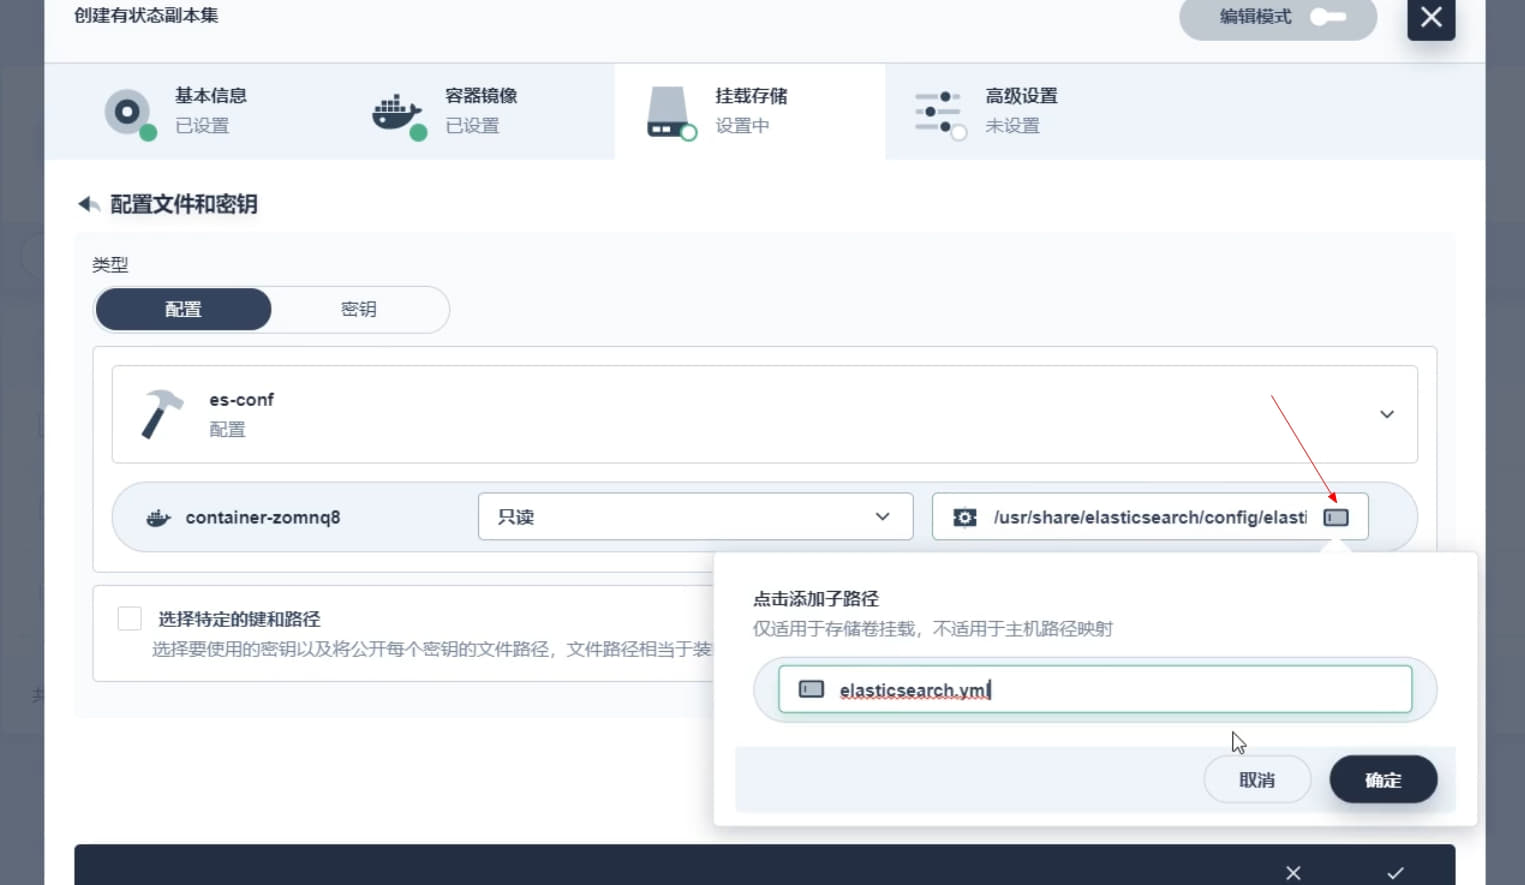 创建有状态副本集
编辑模式
基本信息
已设置
容器镜像
已设置
挂载存储
设置中
高级设置
未设置
配置文件和密钥
类型
配置
密钥
es-conf
配置
container-zomnq8
只读
/usr/share/elasticsearch/config/elasti
选择特定的键和路径
选择要使用的密钥以及将公开每个密钥的文件路径，文件路径相当于装
点击添加子路径
仅适用于存储卷挂载，不适用于主机路径映射
elasticsearch.yml
取消
确定